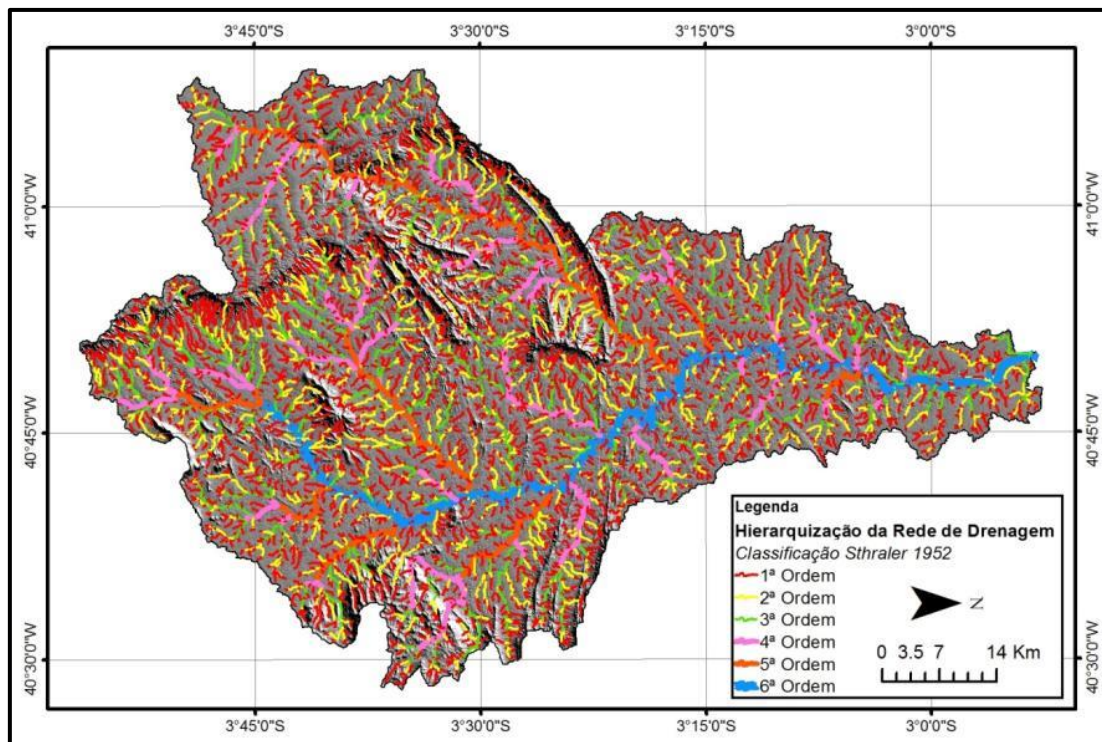 3°45'0"S 3°30'0"S 3°15'0"S 3°0'0"S
41°0'0"W 41°0'0"W
40°45'0"W 40°45'0"W
40°30'0"W 40°30'0"W
Legenda
Hierarquização da Rede de Drenagem
Classificação Sthraler 1952
1ª Ordem
2ª Ordem
3ª Ordem
4ª Ordem
5ª Ordem
6ª Ordem
N
0 3.5 7 14 Km
3°45'0"S 3°30'0"S 3°15'0"S 3°0'0"S